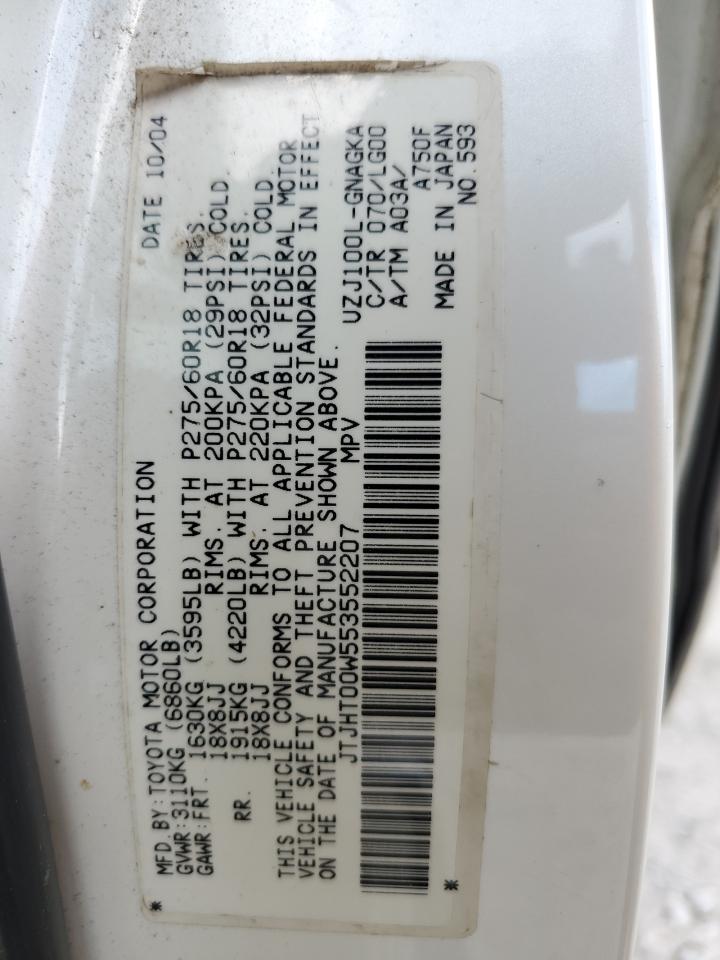 MFD. BY: TOYOTA MOTOR CORPORATION DATE 10/04
GVWR: 3110KG (6860LB)
GAWR: FRT. 1630KG (3595LB) WITH P275/60R18 TIRES.
18X8JJ RIMS. AT 200KPA (29PSI) COLD.
RR. 1915KG (4220LB) WITH P275/60R18 TIRES.
18X8JJ RIMS. AT 220KPA (32PSI) COLD.
THIS VEHICLE CONFORMS TO ALL APPLICABLE FEDERAL MOTOR
VEHICLE SAFETY AND THEFT PREVENTION STANDARDS IN EFFECT
ON THE DATE OF MANUFACTURE SHOWN ABOVE.
JTJHT00W553552207 MPV
UZJ100L-GNAGKA
C/TR 070/LG00
A/TM A03A/
A750F
MADE IN JAPAN
* * NO. 593